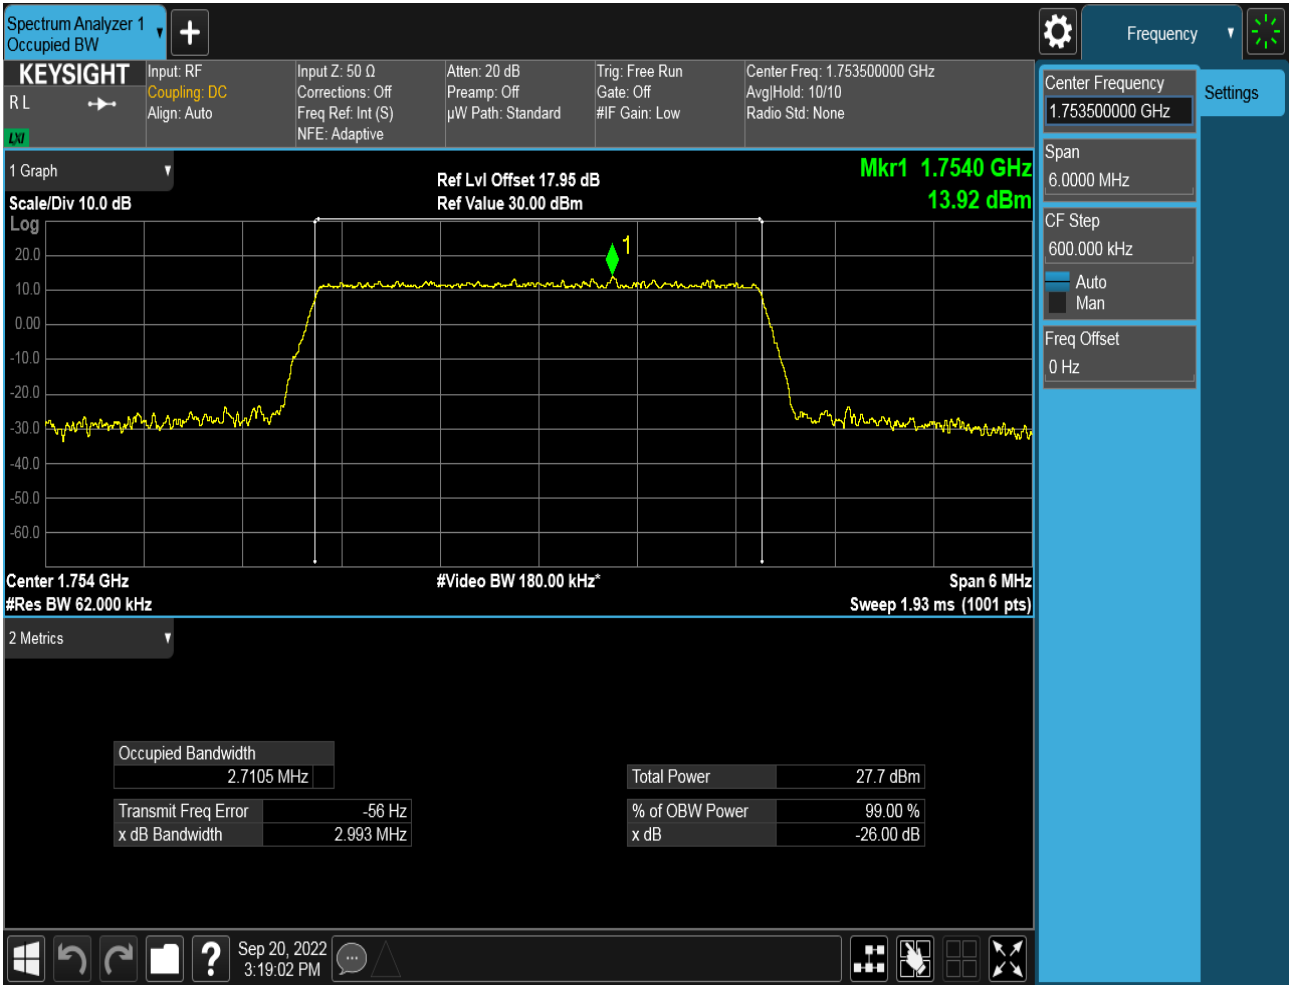 Spectrum Analyzer 1
Occupied BW
Frequency
KEYSIGHT
R L
LXI
Input: RF
Coupling: DC
Align: Auto
Input Z: 50 Ω
Corrections: Off
Freq Ref: Int (S)
NFE: Adaptive
Atten: 20 dB
Preamp: Off
µW Path: Standard
Trig: Free Run
Gate: Off
#IF Gain: Low
Center Freq: 1.753500000 GHz
Avg|Hold: 10/10
Radio Std: None
Center Frequency
1.753500000 GHz
Settings
Span
6.0000 MHz
CF Step
600.000 kHz
Auto
Man
Freq Offset
0 Hz
1 Graph
Ref Lvl Offset 17.95 dB
Mkr1 1.7540 GHz
Scale/Div 10.0 dB
Ref Value 30.00 dBm
13.92 dBm
Log
1
20.0
10.0
0.00
-10.0
-20.0
-30.0
-40.0
-50.0
-60.0
Center 1.754 GHz
#Video BW 180.00 kHz*
Span 6 MHz
#Res BW 62.000 kHz
Sweep 1.93 ms (1001 pts)
2 Metrics
Occupied Bandwidth
2.7105 MHz
Total Power 27.7 dBm
Transmit Freq Error -56 Hz
% of OBW Power 99.00 %
x dB Bandwidth 2.993 MHz
x dB -26.00 dB
?
Sep 20, 2022
3:19:02 PM